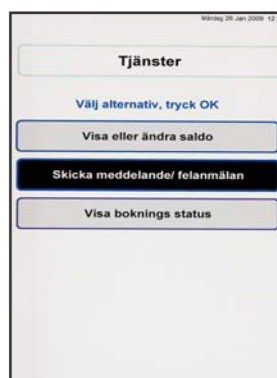 Måndag 26 Jan 2009 12:
Tjänster
Välj alternativ, tryck OK
Visa eller ändra saldo
Skicka meddelande/ felanmälan
Visa boknings status